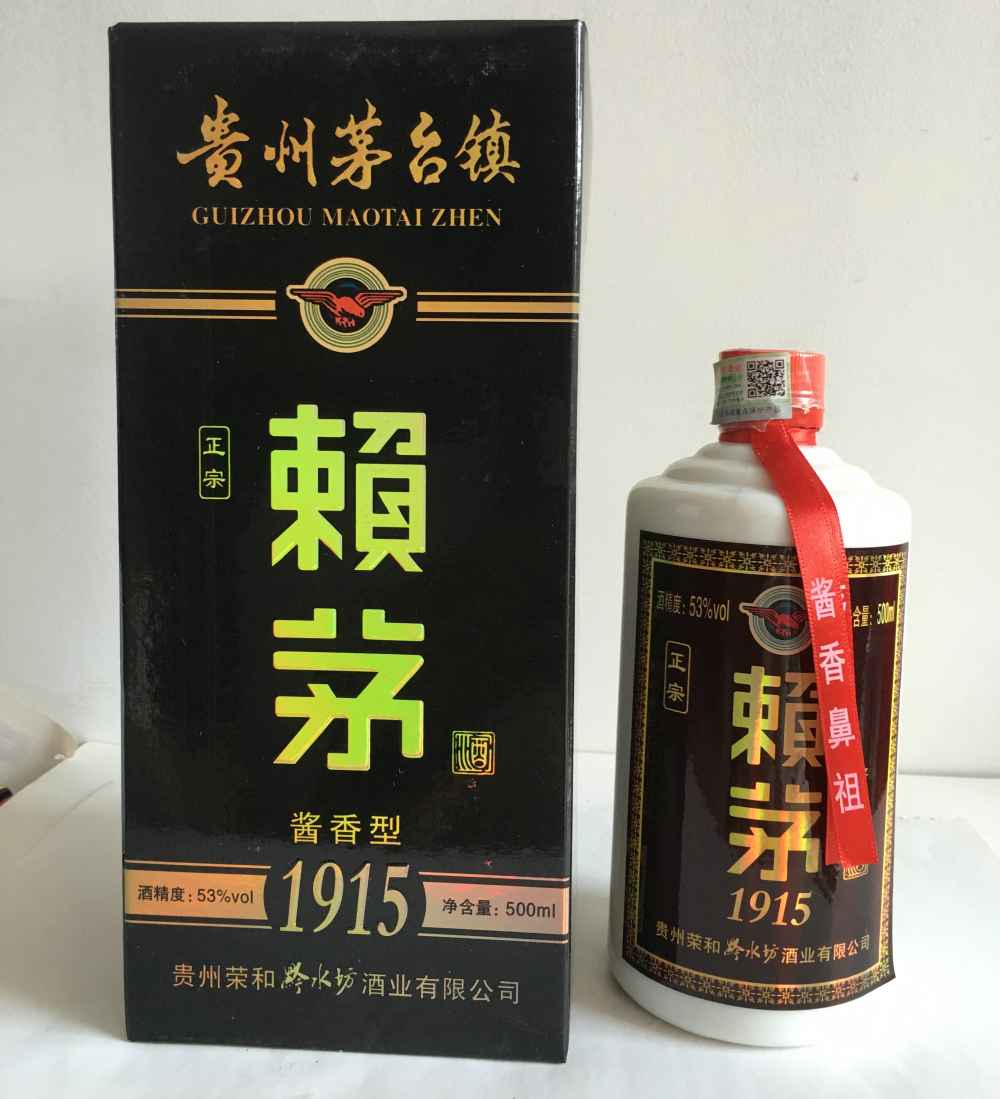 贵州茅台镇
GUIZHOU MAOTAI ZHEN
正宗
賴茅
酒
酱香型
1915
酒精度：53%vol
净含量：500ml
贵州荣和黔水坊酒业有限公司
酒精度：53%vol
含量：500ml
正宗
賴茅
1915
贵州荣和黔水坊酒业有限公司
酱香鼻祖